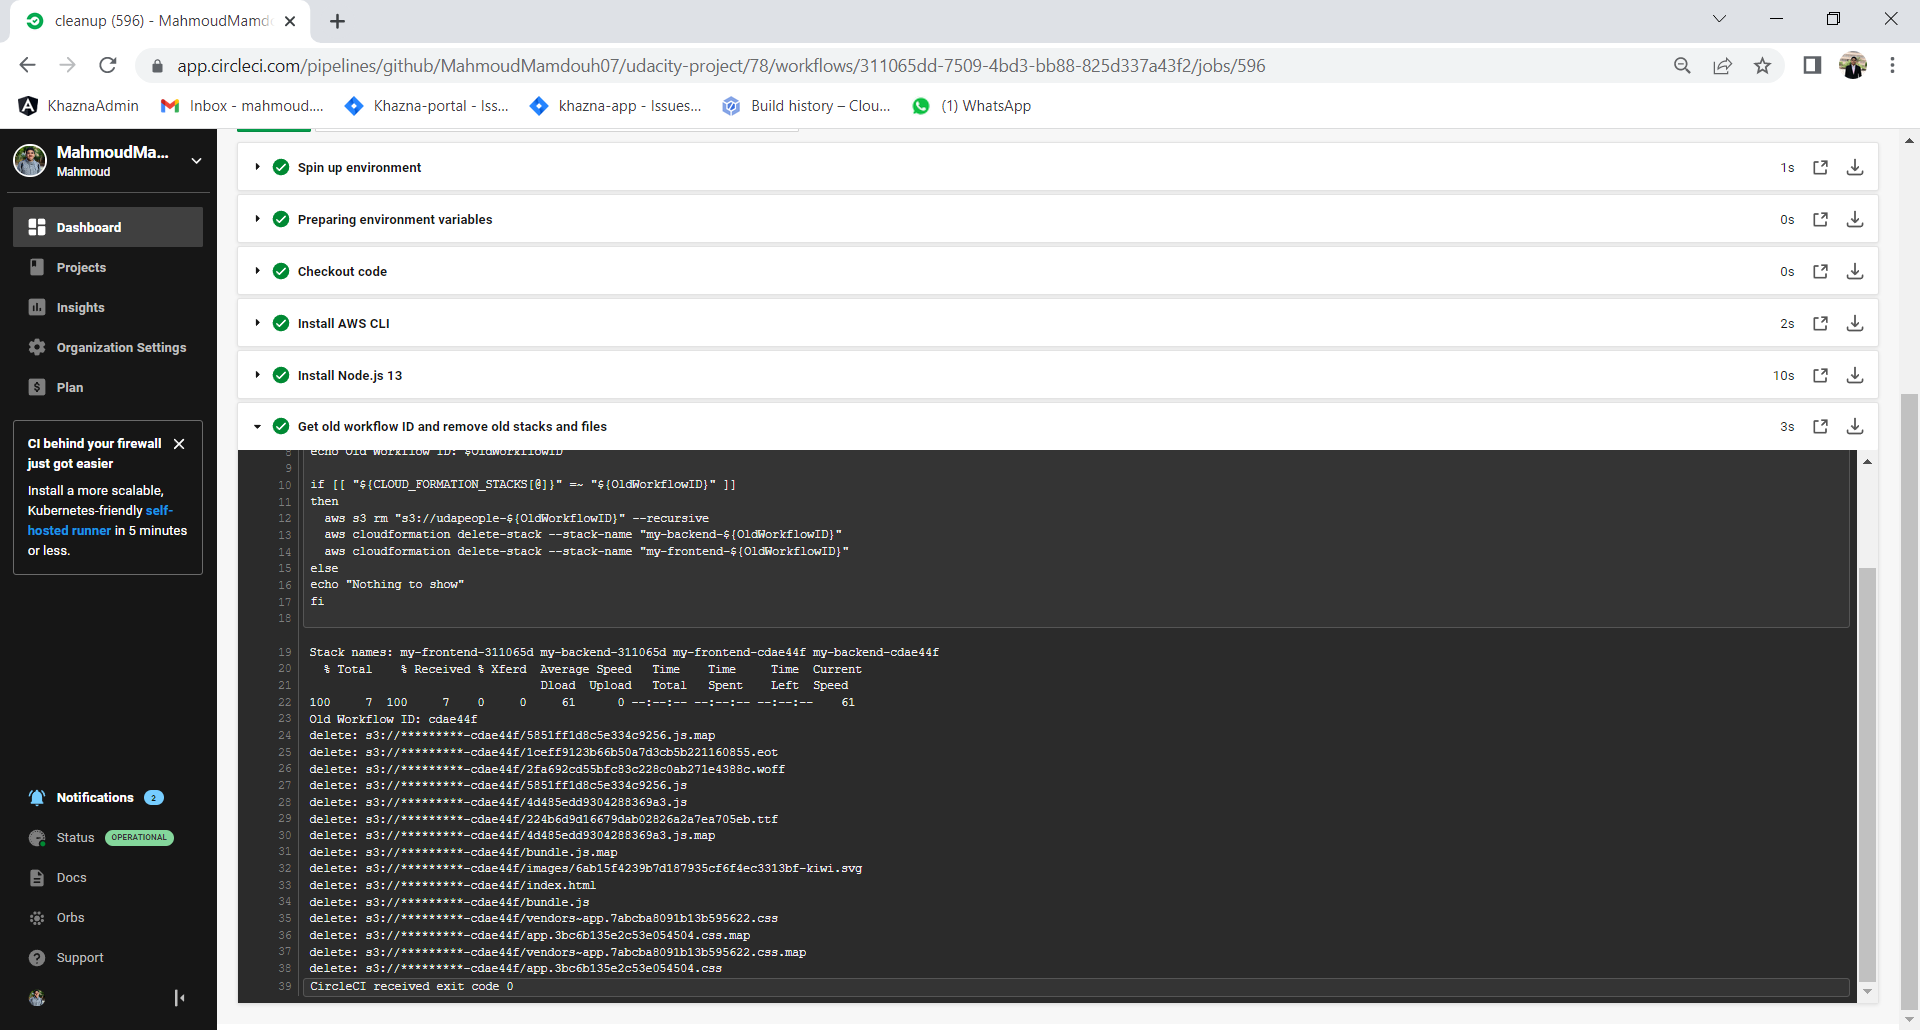 cleanup (596) - MahmoudMamd
app.circleci.com/pipelines/github/MahmoudMamdouh07/udacity-project/78/workflows/311065dd-7509-4bd3-bb88-825d337a43f2/jobs/596
KhaznaAdmin
Inbox - mahmoud....
Khazna-portal - Iss...
khazna-app - Issues...
Build history – Clou...
(1) WhatsApp
MahmoudMa...
Mahmoud
Dashboard
Projects
Insights
Organization Settings
Plan
CI behind your firewall
just got easier
Install a more scalable,
Kubernetes-friendly self-
hosted runner in 5 minutes
or less.
Notifications 2
Status OPERATIONAL
Docs
Orbs
Support
Spin up environment 1s
Preparing environment variables 0s
Checkout code 0s
Install AWS CLI 2s
Install Node.js 13 10s
Get old workflow ID and remove old stacks and files 3s
8 echo Old Workflow ID: $OldWorkflowID
9
10 if [[ "${CLOUD_FORMATION_STACKS[@]}" =~ "${OldWorkflowID}" ]]
11 then
12 aws s3 rm "s3://udapeople-${OldWorkflowID}" --recursive
13 aws cloudformation delete-stack --stack-name "my-backend-${OldWorkflowID}"
14 aws cloudformation delete-stack --stack-name "my-frontend-${OldWorkflowID}"
15 else
16 echo "Nothing to show"
17 fi
18
19 Stack names: my-frontend-311065d my-backend-311065d my-frontend-cdae44f my-backend-cdae44f
20 % Total % Received % Xferd Average Speed Time Time Time Current
21 Dload Upload Total Spent Left Speed
22 100 7 100 7 0 0 61 0 --:--:-- --:--:-- --:--:-- 61
23 Old Workflow ID: cdae44f
24 delete: s3://*********-cdae44f/5851ff1d8c5e334c9256.js.map
25 delete: s3://*********-cdae44f/1ceff9123b66b50a7d3cb5b221160855.eot
26 delete: s3://*********-cdae44f/2fa692cd55bfc83c228c0ab271e4388c.woff
27 delete: s3://*********-cdae44f/5851ff1d8c5e334c9256.js
28 delete: s3://*********-cdae44f/4d485edd9304288369a3.js
29 delete: s3://*********-cdae44f/224b6d9d16679dab02826a2a7ea705eb.ttf
30 delete: s3://*********-cdae44f/4d485edd9304288369a3.js.map
31 delete: s3://*********-cdae44f/bundle.js.map
32 delete: s3://*********-cdae44f/images/6ab15f4239b7d187935cf6f4ec3313bf-kiwi.svg
33 delete: s3://*********-cdae44f/index.html
34 delete: s3://*********-cdae44f/bundle.js
35 delete: s3://*********-cdae44f/vendors~app.7abcba8091b13b595622.css
36 delete: s3://*********-cdae44f/app.3bc6b135e2c53e054504.css.map
37 delete: s3://*********-cdae44f/vendors~app.7abcba8091b13b595622.css.map
38 delete: s3://*********-cdae44f/app.3bc6b135e2c53e054504.css
39 CircleCI received exit code 0